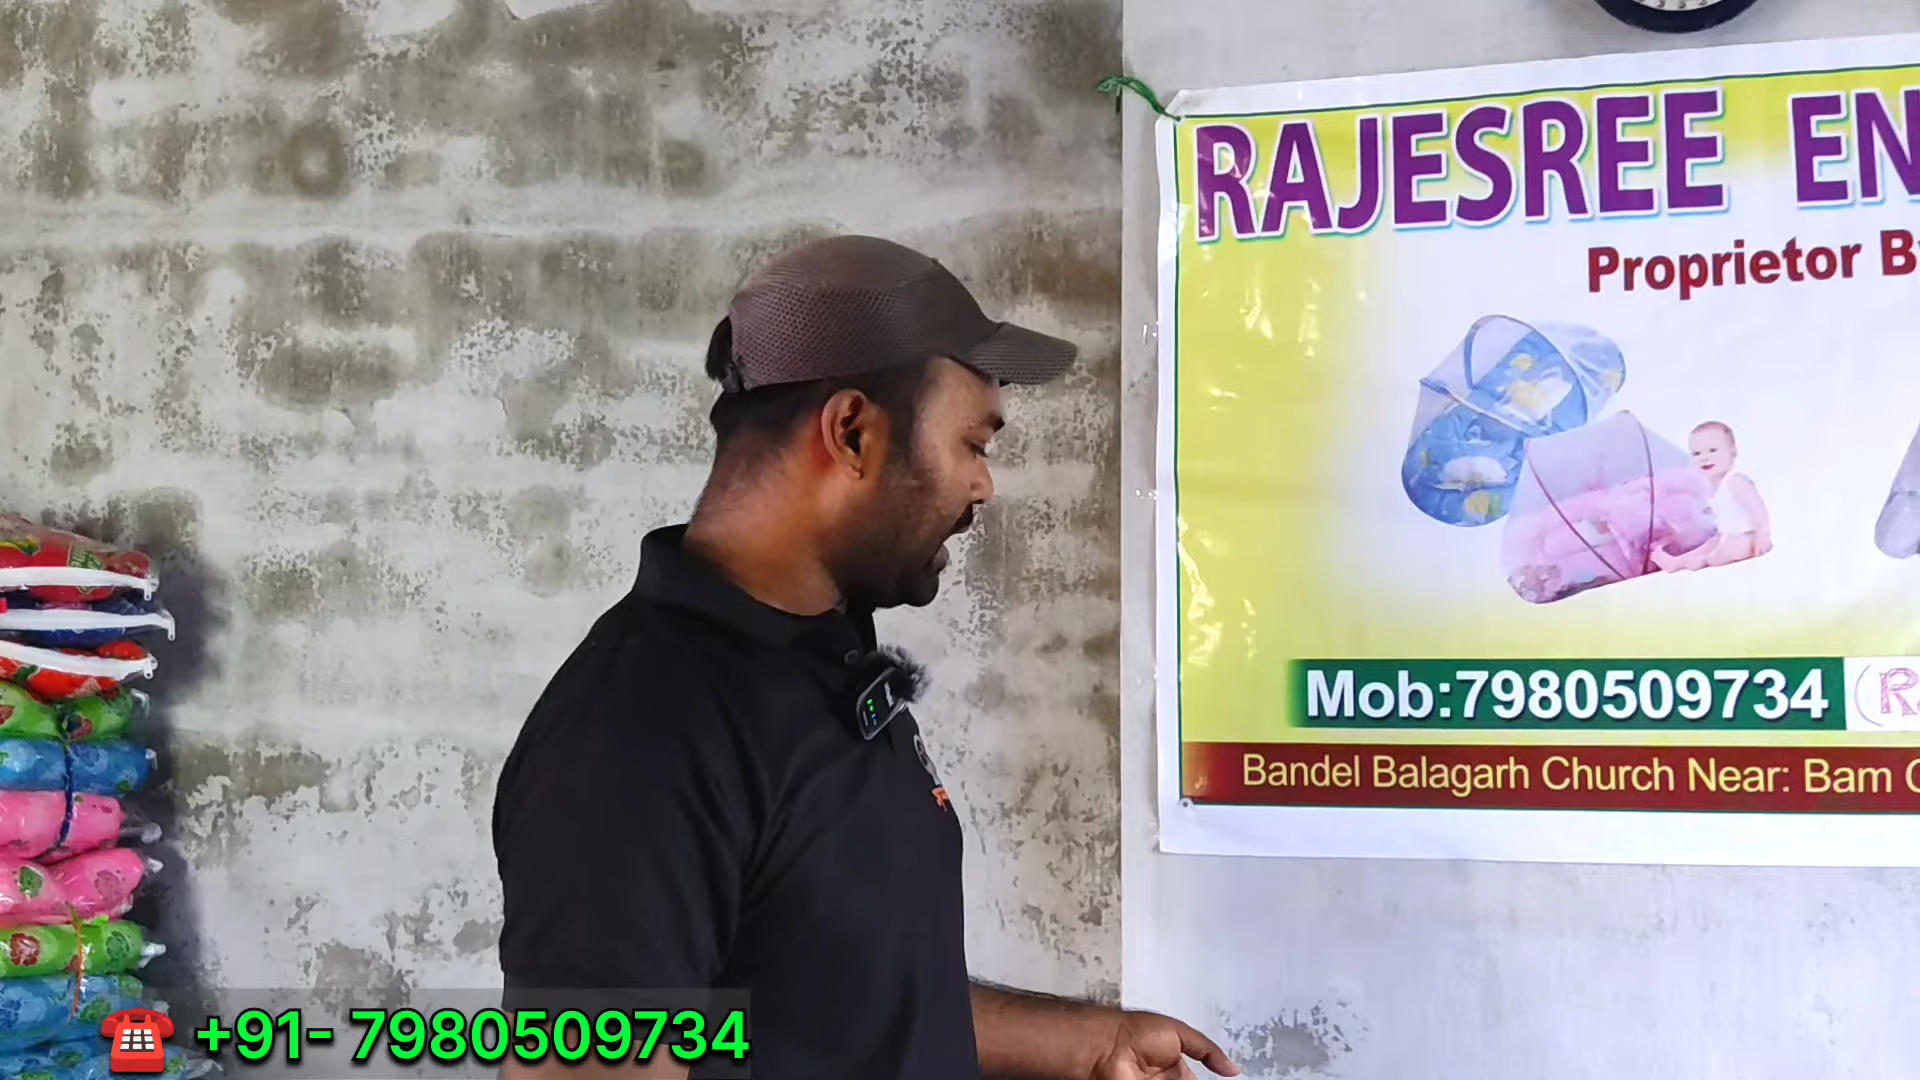 RAJESREE EN
Proprietor B
Mob:7980509734
Bandel Balagarh Church Near: Bam
+91- 7980509734